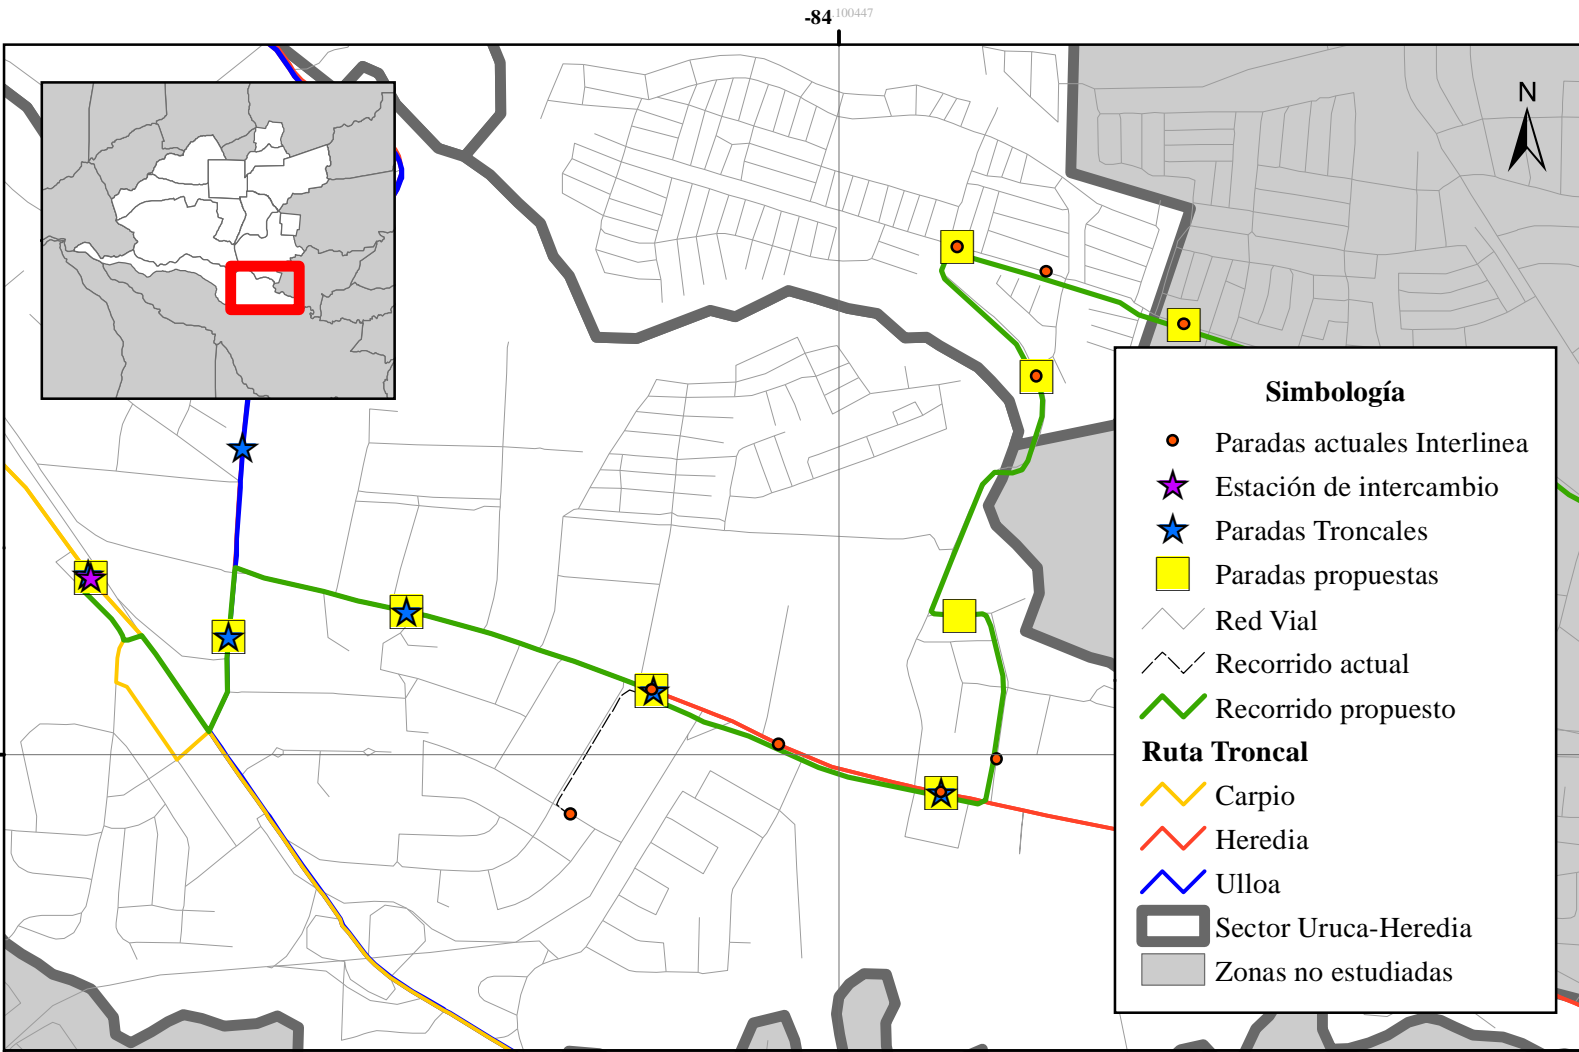 -84.100447
N
Simbología
Paradas actuales Interlinea
Estación de intercambio
Paradas Troncales
Paradas propuestas
Red Vial
Recorrido actual
Recorrido propuesto
Ruta Troncal
Carpio
Heredia
Ulloa
Sector Uruca-Heredia
Zonas no estudiadas